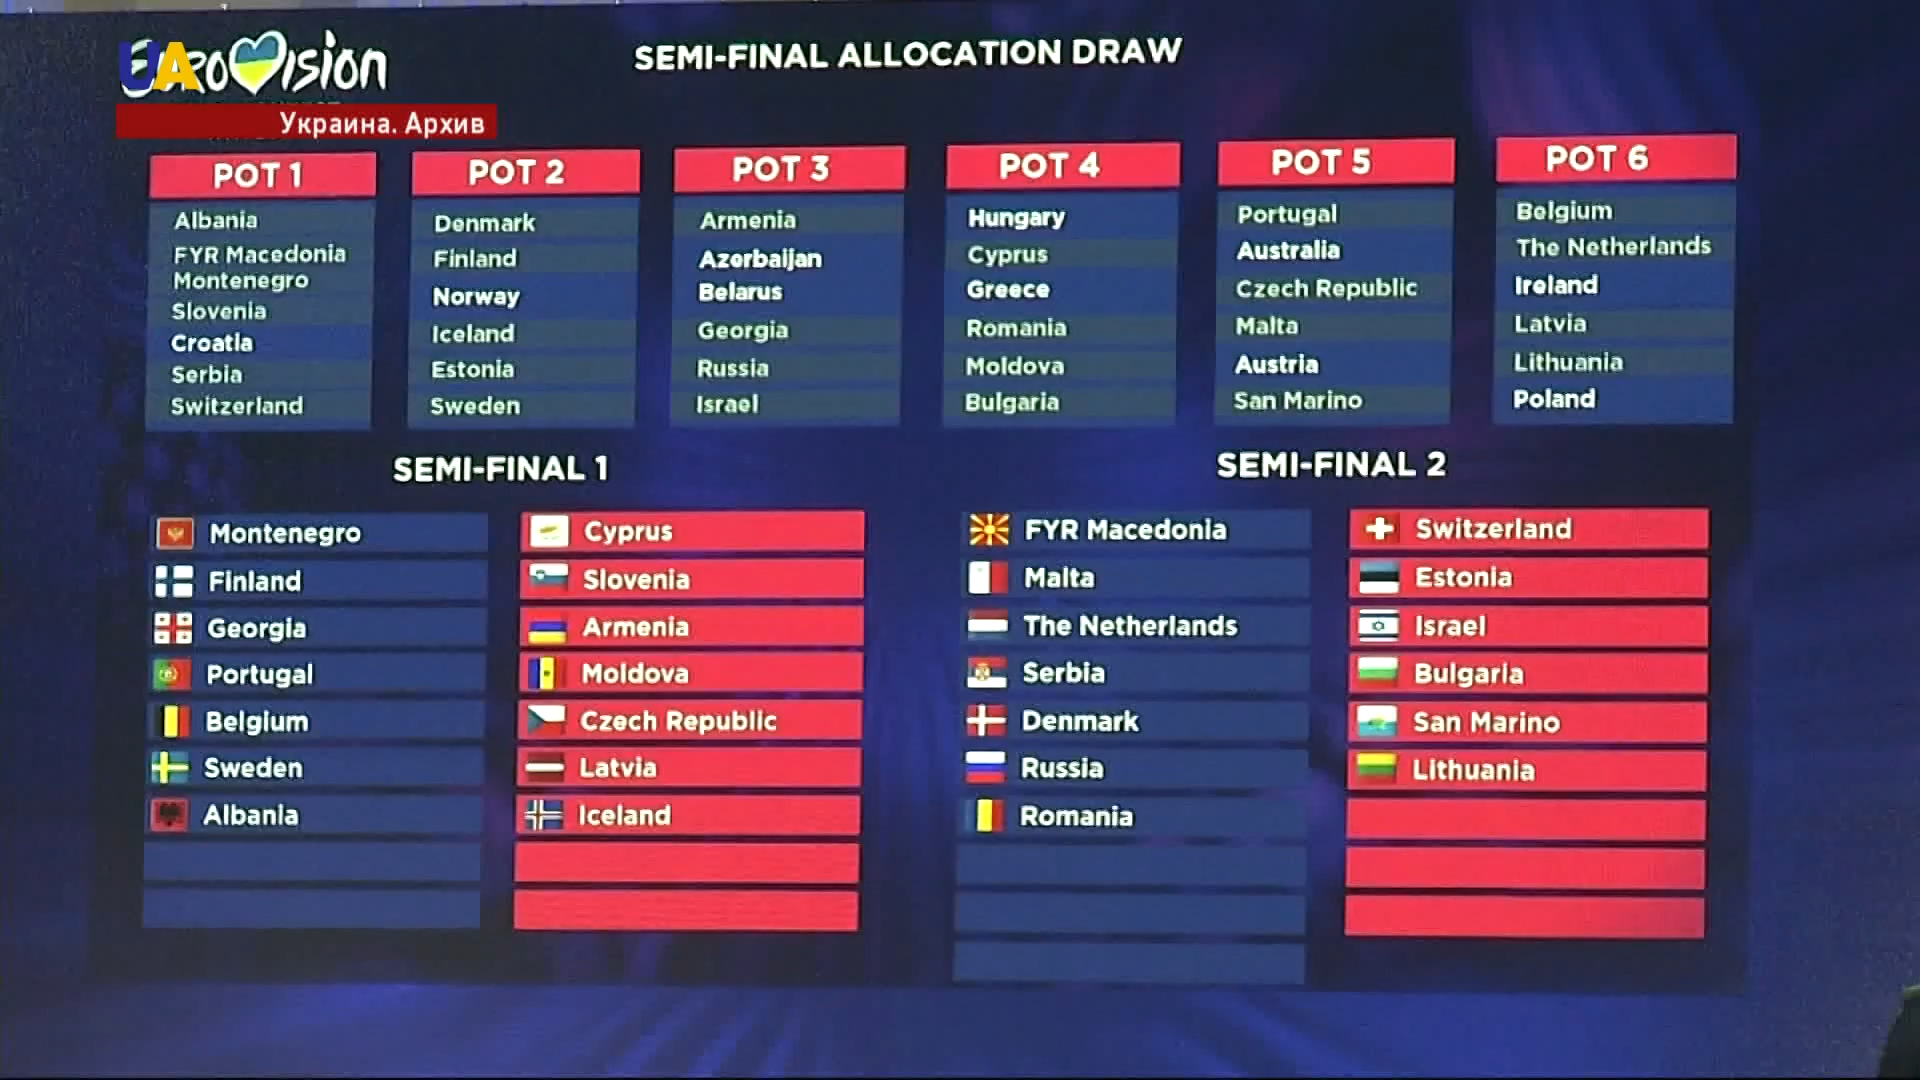 EUROVISION
UA
SEMI-FINAL ALLOCATION DRAW
Украина. Архив
POT 1
Albania
FYR Macedonia
Montenegro
Slovenia
Croatia
Serbia
Switzerland
POT 2
Denmark
Finland
Norway
Iceland
Estonia
Sweden
POT 3
Armenia
Azerbaijan
Belarus
Georgia
Russia
Israel
POT 4
Hungary
Cyprus
Greece
Romania
Moldova
Bulgaria
POT 5
Portugal
Australia
Czech Republic
Malta
Austria
San Marino
POT 6
Belgium
The Netherlands
Ireland
Latvia
Lithuania
Poland
SEMI-FINAL 1
Montenegro
Finland
Georgia
Portugal
Belgium
Sweden
Albania
Cyprus
Slovenia
Armenia
Moldova
Czech Republic
Latvia
Iceland
SEMI-FINAL 2
FYR Macedonia
Malta
The Netherlands
Serbia
Denmark
Russia
Romania
Switzerland
Estonia
Israel
Bulgaria
San Marino
Lithuania